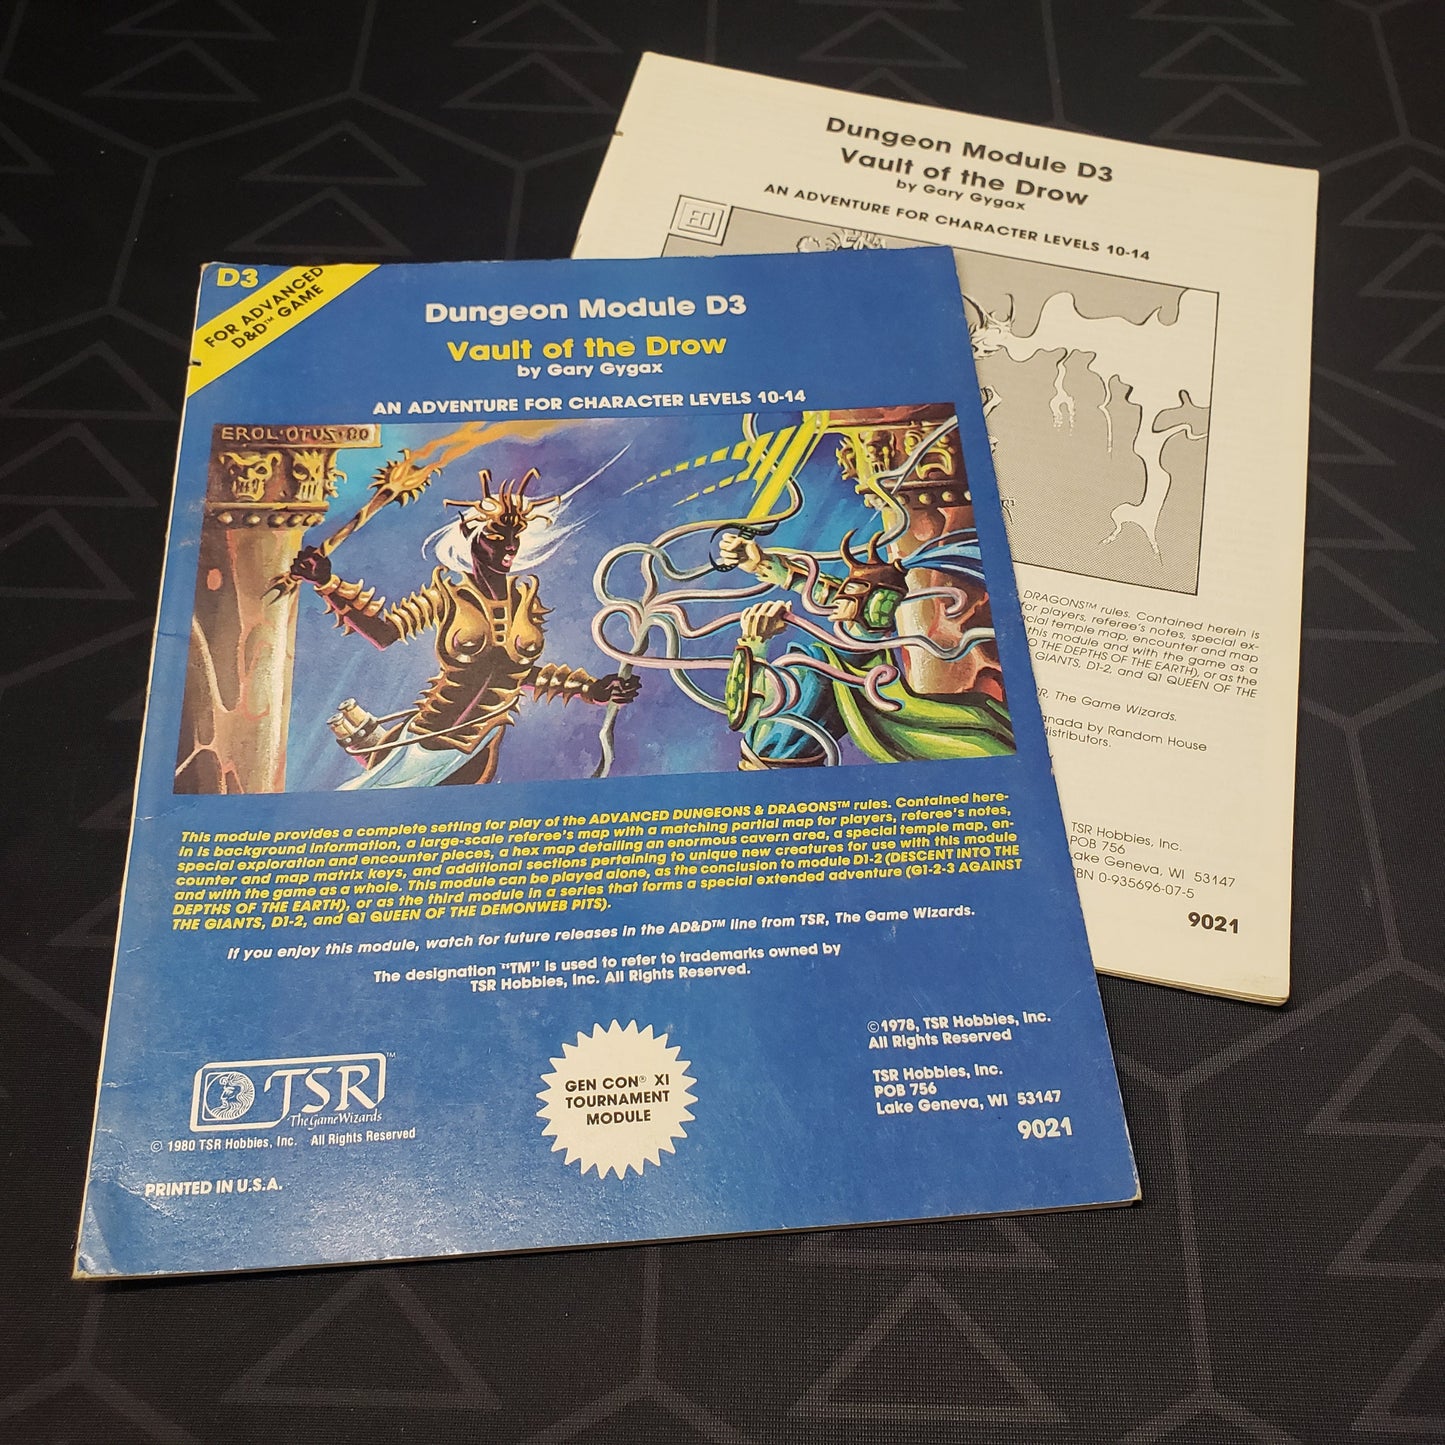 D3
FOR ADVANCED
D&D™ GAME
Dungeon Module D3
Vault of the Drow
by Gary Gygax
AN ADVENTURE FOR CHARACTER LEVELS 10-14
EROL·OTUS·80
This module provides a complete setting for play of the ADVANCED DUNGEONS & DRAGONS™ rules. Contained here-
in is background information, a large-scale referee's map with a matching partial map for players, referee's notes,
special exploration and encounter pieces, a hex map detailing an enormous cavern area, a special temple map, en-
counter and map matrix keys, and additional sections pertaining to unique new creatures for use with this module
and with the game as a whole. This module can be played alone, as the conclusion to module D1-2 (DESCENT INTO THE
DEPTHS OF THE EARTH), or as the third module in a series that forms a special extended adventure (G1-2-3 AGAINST
THE GIANTS, D1-2, and Q1 QUEEN OF THE DEMONWEB PITS).
If you enjoy this module, watch for future releases in the AD&D™ line from TSR, The Game Wizards.
The designation "TM" is used to refer to trademarks owned by
TSR Hobbies, Inc. All Rights Reserved.
©1978, TSR Hobbies, Inc.
All Rights Reserved
TSR Hobbies, Inc.
POB 756
Lake Geneva, WI 53147
9021
GEN CON® XI
TOURNAMENT
MODULE
TSR™
The Game Wizards
© 1980 TSR Hobbies, Inc. All Rights Reserved
PRINTED IN U.S.A.
Dungeon Module D3
Vault of the Drow
by Gary Gygax
AN ADVENTURE FOR CHARACTER LEVELS 10-14
DRAGONS™ rules. Contained herein is
for players, referee's notes, special ex-
cial temple map, encounter and map
this module and with the game as a
O THE DEPTHS OF THE EARTH), or as the
GIANTS, D1-2, and Q1 QUEEN OF THE
SR, The Game Wizards.
anada by Random House
distributors.
TSR Hobbies, Inc.
POB 756
Lake Geneva, WI 53147
SBN 0-935696-07-5
9021